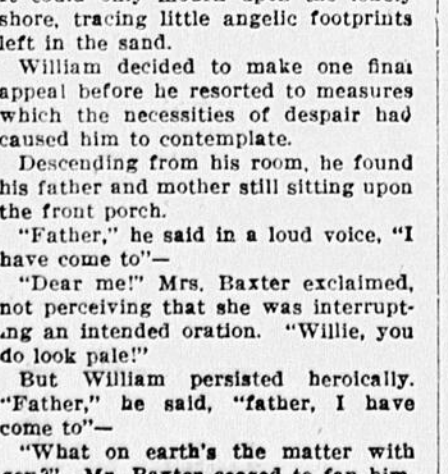 shore, tracing little angelic footprints
left in the sand.
William decided to make one final
appeal before he resorted to measures
which the necessities of despair had
caused him to contemplate.
Descending from his room, he found
his father and mother still sitting upon
the front porch.
"Father," he said in a loud voice, "I
have come to"—
"Dear me!" Mrs. Baxter exclaimed,
not perceiving that she was interrupt-
ing an intended oration. "Willie, you
do look pale!"
But William persisted heroically.
"Father," he said, "father, I have
come to"—
"What on earth's the matter with